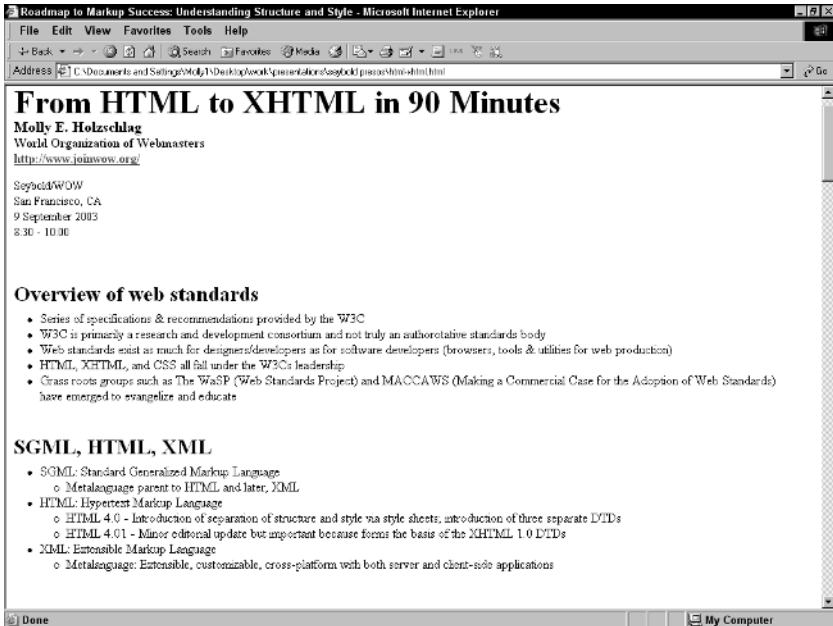 Roadmap to Markup Success: Understanding Structure and Style - Microsoft Internet Explorer
File Edit View Favorites Tools Help
Back Search Favorites Media
Address C:\Documents and Settings\Molly1\Desktop\work\presentations\seybold presos\html-xhtml.html Go
From HTML to XHTML in 90 Minutes
Molly E. Holzschlag
World Organization of Webmasters
http://www.joinwow.org/
Seybold/WOW
San Francisco, CA
9 September 2003
8:30 - 10:00
Overview of web standards
• Series of specifications & recommendations provided by the W3C
• W3C is primarily a research and development consortium and not truly an authorotative standards body
• Web standards exist as much for designers/developers as for software developers (browsers, tools & utilities for web production)
• HTML, XHTML, and CSS all fall under the W3Cs leadership
• Grass roots groups such as The WaSP (Web Standards Project) and MACCAWS (Making a Commercial Case for the Adoption of Web Standards)
have emerged to evangelize and educate
SGML, HTML, XML
• SGML: Standard Generalized Markup Language
o Metalanguage parent to HTML and later, XML
• HTML: Hypertext Markup Language
o HTML 4.0 - Introduction of separation of structure and style via style sheets; introduction of three separate DTDs
o HTML 4.01 - Minor editorial update but important because forms the basis of the XHTML 1.0 DTDs
• XML: Extensible Markup Language
o Metalanguage: Extensible, customizable, cross-platform with both server and client-side applications
Done My Computer